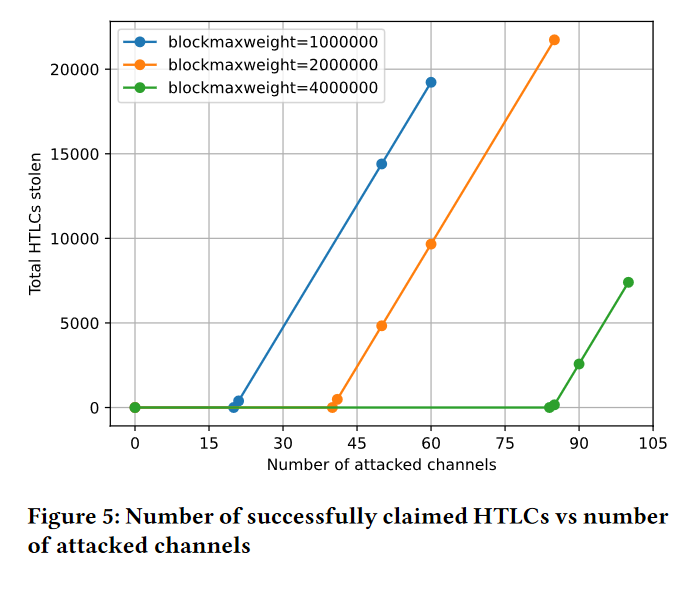 blockmaxweight=1000000
blockmaxweight=2000000
blockmaxweight=4000000
20000
15000
10000
5000
0
Total HTLCs stolen
0 15 30 45 60 75 90 105
Number of attacked channels
Figure 5: Number of successfully claimed HTLCs vs number
of attacked channels